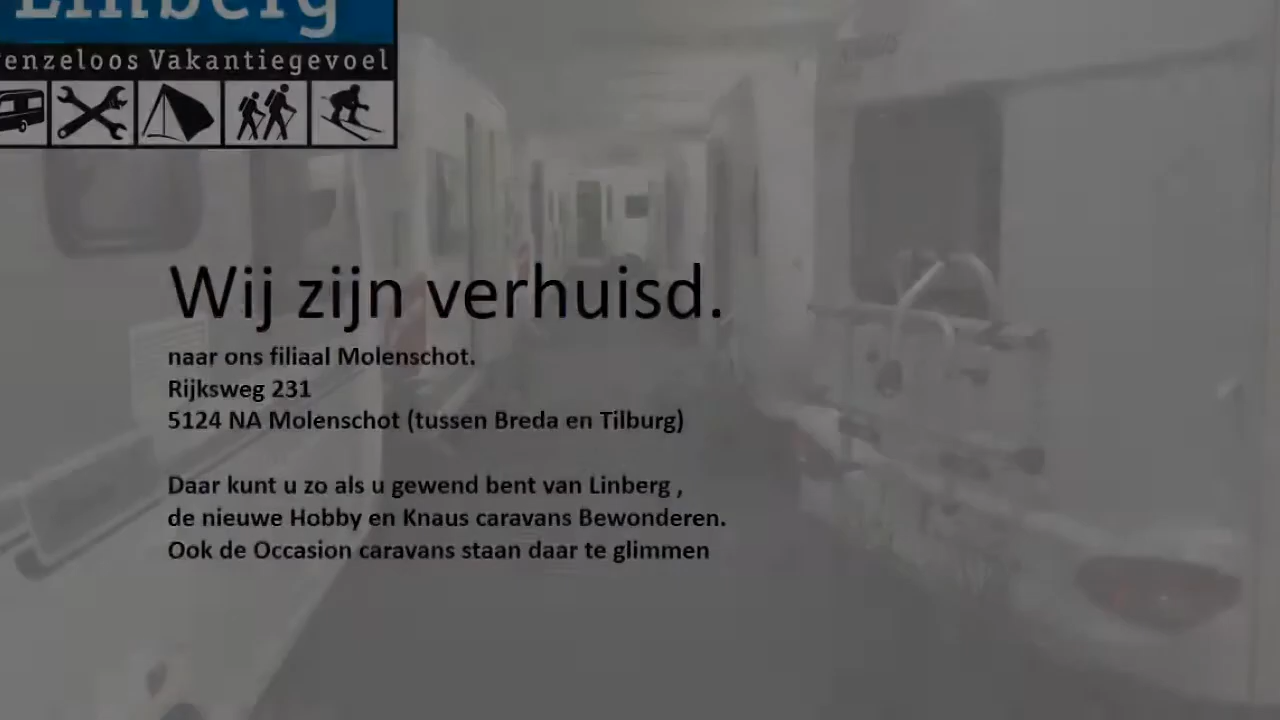 Linberg
enzeloos Vakantiegevoel
Wij zijn verhuisd.
naar ons filiaal Molenschot.
Rijksweg 231
5124 NA Molenschot (tussen Breda en Tilburg)
Daar kunt u zo als u gewend bent van Linberg ,
de nieuwe Hobby en Knaus caravans Bewonderen.
Ook de Occasion caravans staan daar te glimmen